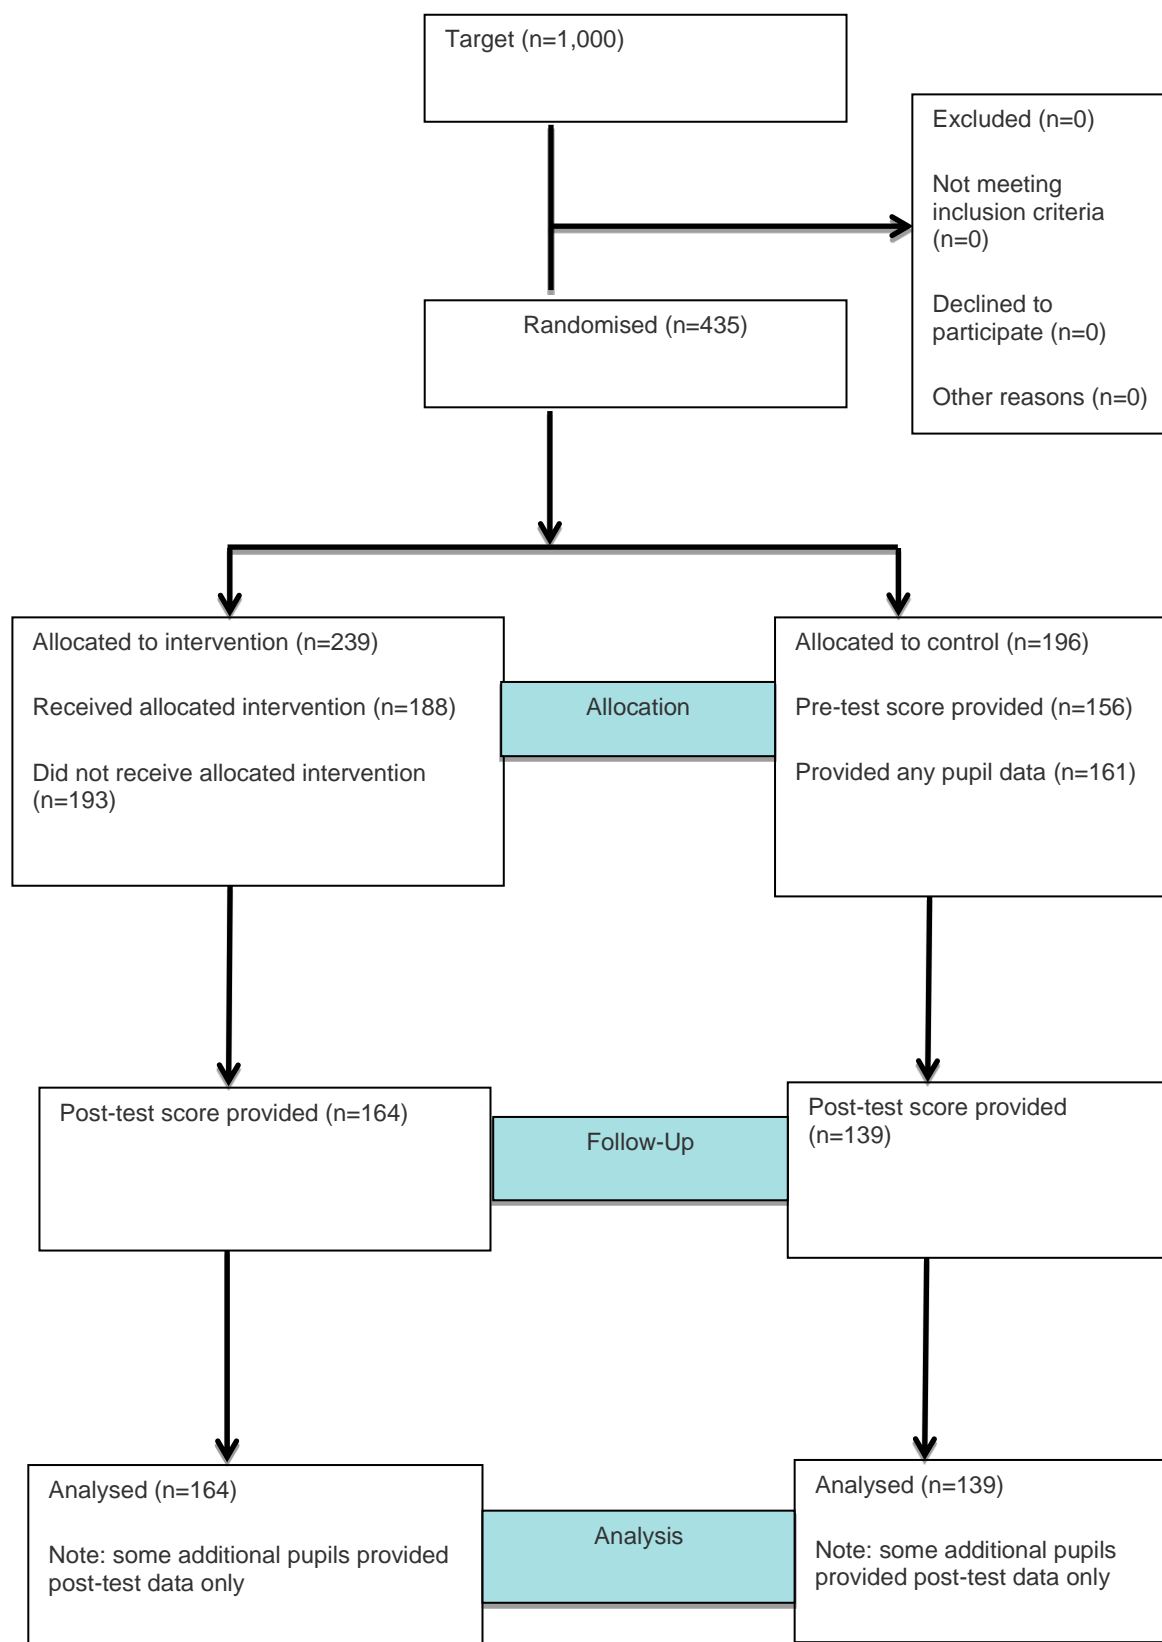 Target (n=1,000)
Excluded (n=0)
Not meeting
inclusion criteria
(n=0)
Declined to
participate (n=0)
Other reasons (n=0)
Randomised (n=435)
Allocated to intervention (n=239)
Received allocated intervention (n=188)
Did not receive allocated intervention
(n=193)
Allocation
Allocated to control (n=196)
Pre-test score provided (n=156)
Provided any pupil data (n=161)
Post-test score provided (n=164)
Follow-Up
Post-test score provided
(n=139)
Analysed (n=164)
Note: some additional pupils provided
post-test data only
Analysis
Analysed (n=139)
Note: some additional pupils
provided post-test data only